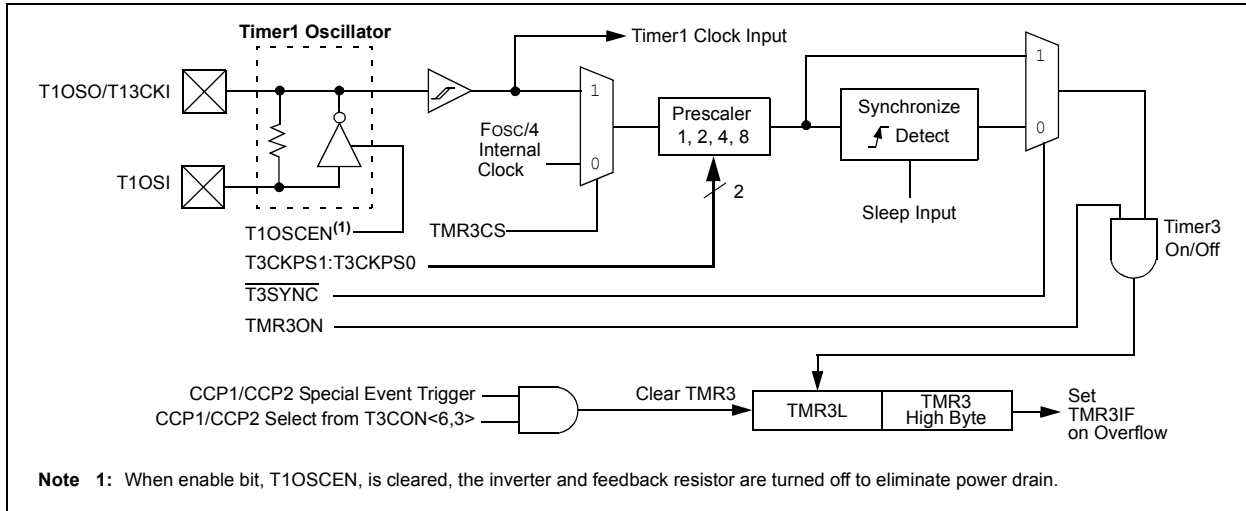 Timer1 Oscillator
Timer1 Clock Input
T1OSO/T13CKI
T1OSI
FOSC/4
Internal
Clock
1
0
Prescaler
1, 2, 4, 8
2
Synchronize
Detect
Sleep Input
1
0
T1OSCEN(1)
TMR3CS
T3CKPS1:T3CKPS0
T3SYNC
TMR3ON
Timer3
On/Off
CCP1/CCP2 Special Event Trigger
CCP1/CCP2 Select from T3CON<6,3>
Clear TMR3
TMR3L
TMR3
High Byte
Set
TMR3IF
on Overflow
Note 1: When enable bit, T1OSCEN, is cleared, the inverter and feedback resistor are turned off to eliminate power drain.